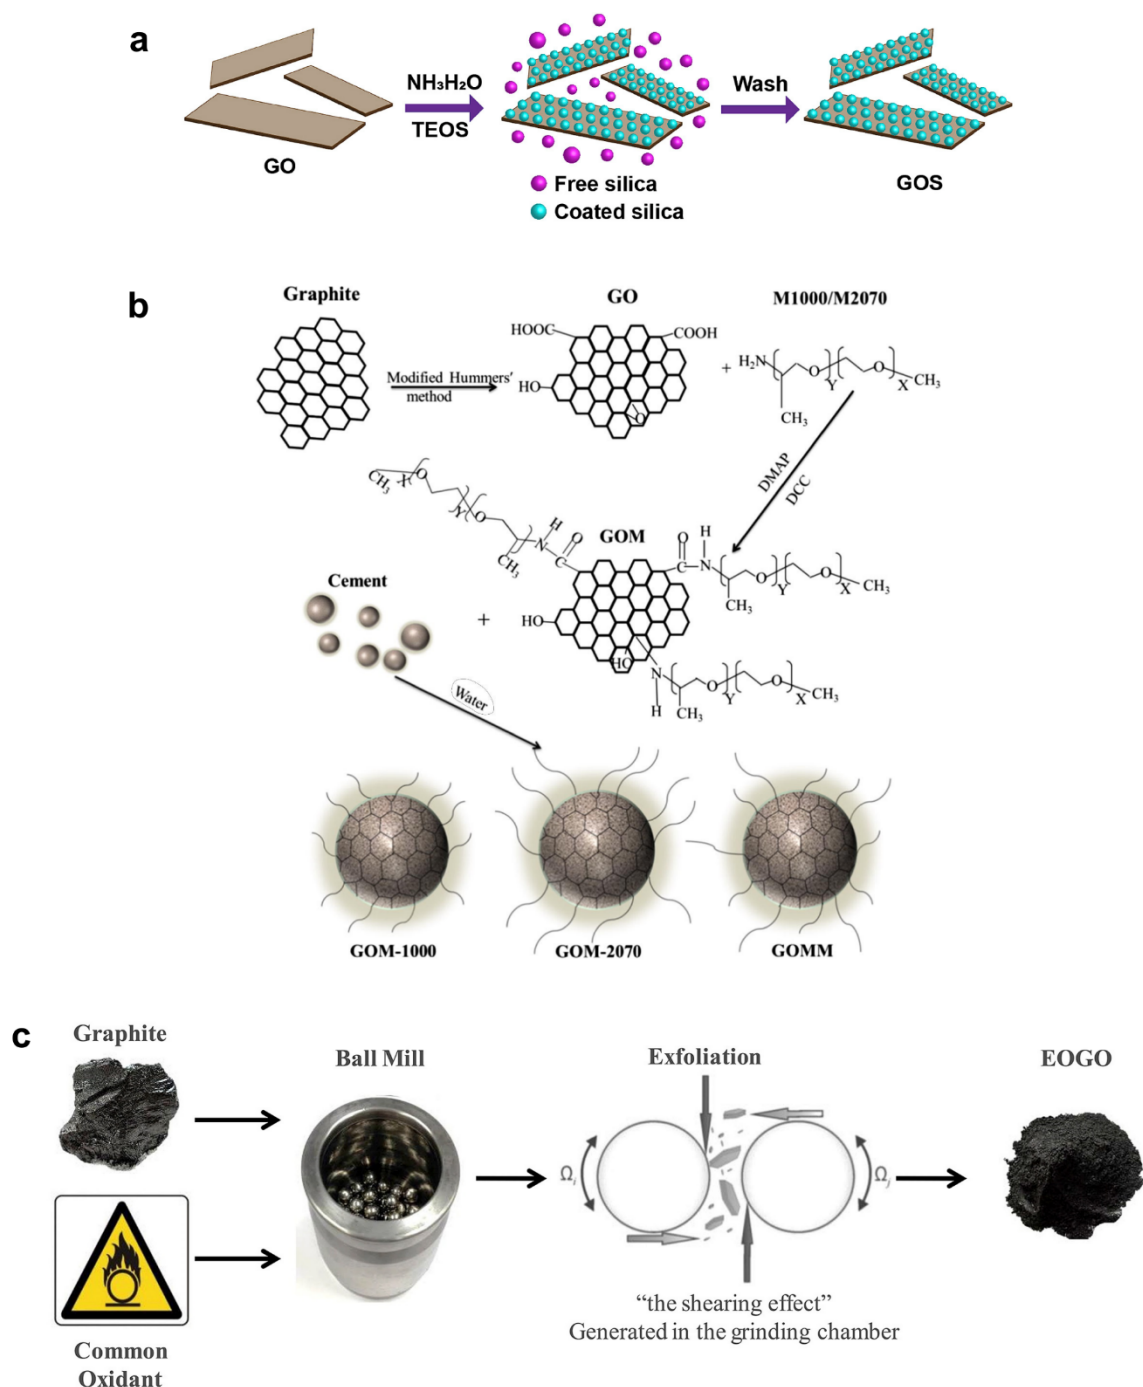 a
NH₃H₂O
TEOS
Wash
GO
Free silica
Coated silica
GOS
b
Graphite
GO
M1000/M2070
HOOC
COOH
HO
O
Modified Hummers'
method
+
H₂N
O
O
Y
X
CH₃
CH₃
DMAP
DCC
CH₃
X
O
Y
O
CH₃
N
H
C
O
GOM
O
C
H
N
O
O
Y
X
CH₃
CH₃
Cement
+
HO
HO
N
H
O
O
Y
X
CH₃
CH₃
Water
GOM-1000
GOM-2070
GOMM
c
Graphite
Ball Mill
Exfoliation
EOGO
Ωᵢ
Ωⱼ
“the shearing effect”
Generated in the grinding chamber
Common
Oxidant